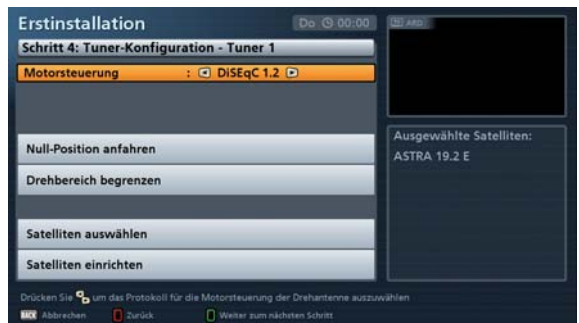 Erstinstallation
Do. 00:00
ARD
Schritt 4: Tuner-Konfiguration - Tuner 1
Motorsteuerung : DiSEqC 1.2
Null-Position anfahren
Drehbereich begrenzen
Satelliten auswählen
Satelliten einrichten
Ausgewählte Satelliten:
ASTRA 19.2 E
Drücken Sie um das Protokoll für die Motorsteuerung der Drehantenne auszuwählen
BACK Abbrechen Zurück Weiter zum nächsten Schritt